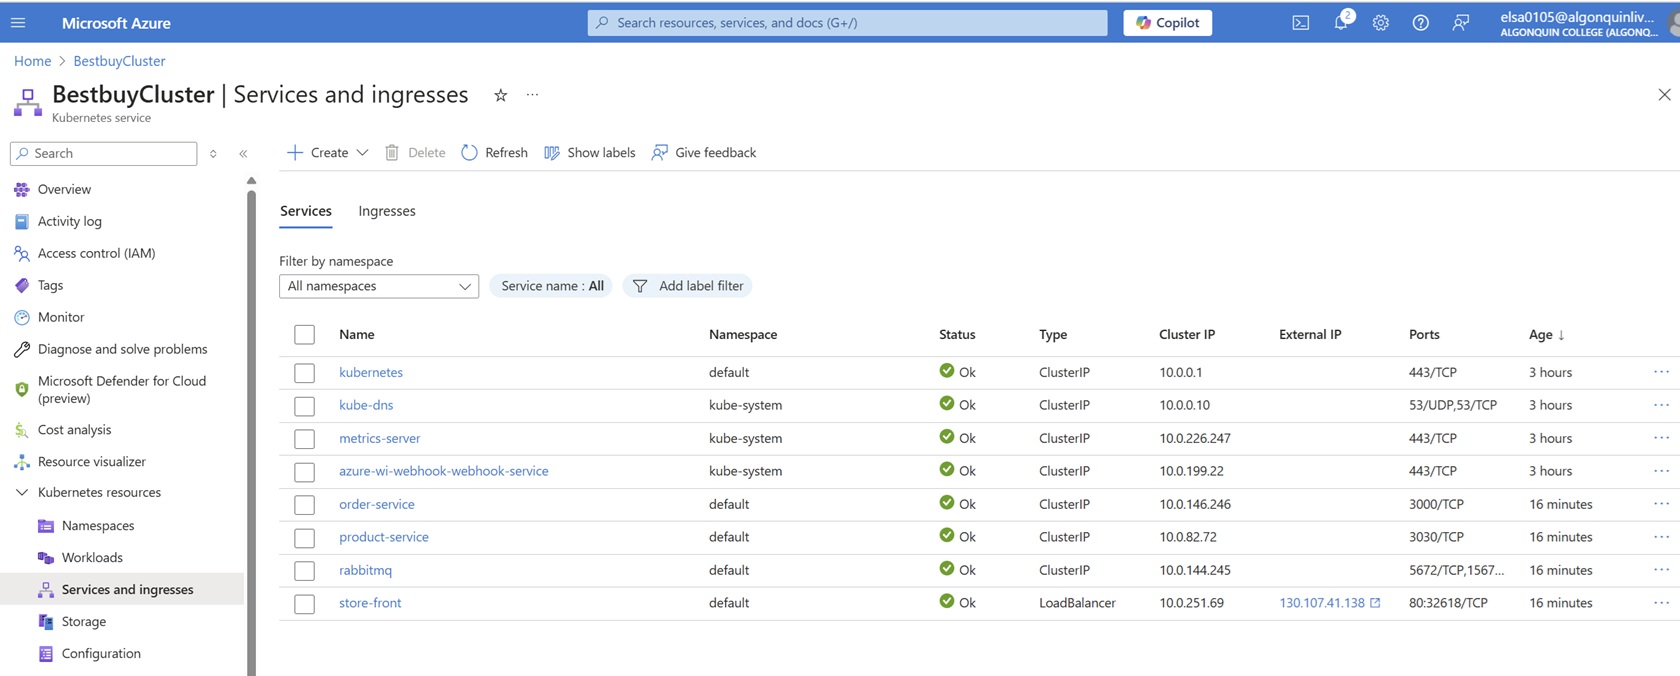 Microsoft Azure
Search resources, services, and docs (G+/)
Copilot
2
elsa0105@algonquinliv...
ALGONQUIN COLLEGE (ALGONQ...
Home > BestbuyCluster
BestbuyCluster | Services and ingresses
Kubernetes service
Search
Create
Delete
Refresh
Show labels
Give feedback
Overview
Activity log
Access control (IAM)
Tags
Monitor
Diagnose and solve problems
Microsoft Defender for Cloud
(preview)
Cost analysis
Resource visualizer
Kubernetes resources
Namespaces
Workloads
Services and ingresses
Storage
Configuration
Services Ingresses
Filter by namespace
All namespaces Service name : All Add label filter
Name Namespace Status Type Cluster IP External IP Ports Age ↓
kubernetes default Ok ClusterIP 10.0.0.1 443/TCP 3 hours
kube-dns kube-system Ok ClusterIP 10.0.0.10 53/UDP,53/TCP 3 hours
metrics-server kube-system Ok ClusterIP 10.0.226.247 443/TCP 3 hours
azure-wi-webhook-webhook-service kube-system Ok ClusterIP 10.0.199.22 443/TCP 3 hours
order-service default Ok ClusterIP 10.0.146.246 3000/TCP 16 minutes
product-service default Ok ClusterIP 10.0.82.72 3030/TCP 16 minutes
rabbitmq default Ok ClusterIP 10.0.144.245 5672/TCP,1567... 16 minutes
store-front default Ok LoadBalancer 10.0.251.69 130.107.41.138 80:32618/TCP 16 minutes